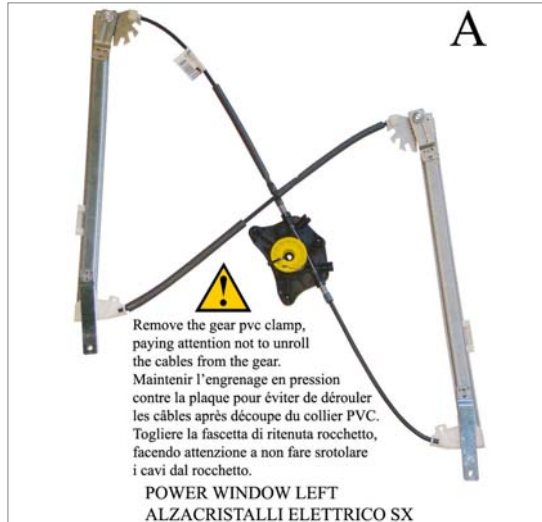 A
Remove the gear pvc clamp,
paying attention not to unroll
the cables from the gear.
Maintenir l’engrenage en pression
contre la plaque pour éviter de dérouler
les câbles après découpe du collier PVC.
Togliere la fascetta di ritenuta rocchetto,
facendo attenzione a non fare srotolare
i cavi dal rocchetto.
POWER WINDOW LEFT
ALZACRISTALLI ELETTRICO SX